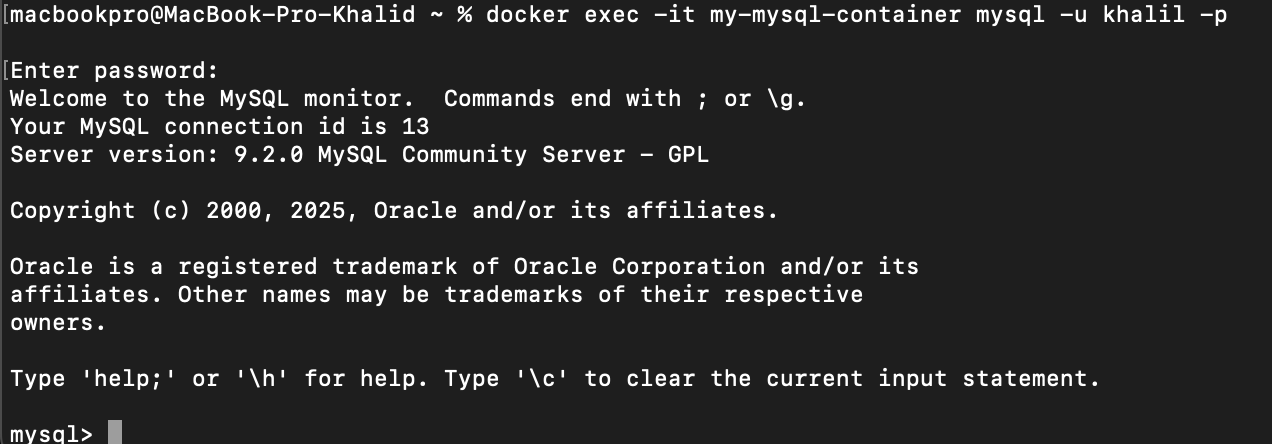 [macbookpro@MacBook-Pro-Khalid ~ % docker exec -it my-mysql-container mysql -u khalil -p
[Enter password:
Welcome to the MySQL monitor.  Commands end with ; or \g.
Your MySQL connection id is 13
Server version: 9.2.0 MySQL Community Server - GPL
Copyright (c) 2000, 2025, Oracle and/or its affiliates.
Oracle is a registered trademark of Oracle Corporation and/or its
affiliates. Other names may be trademarks of their respective
owners.
Type 'help;' or '\h' for help. Type '\c' to clear the current input statement.
mysql>